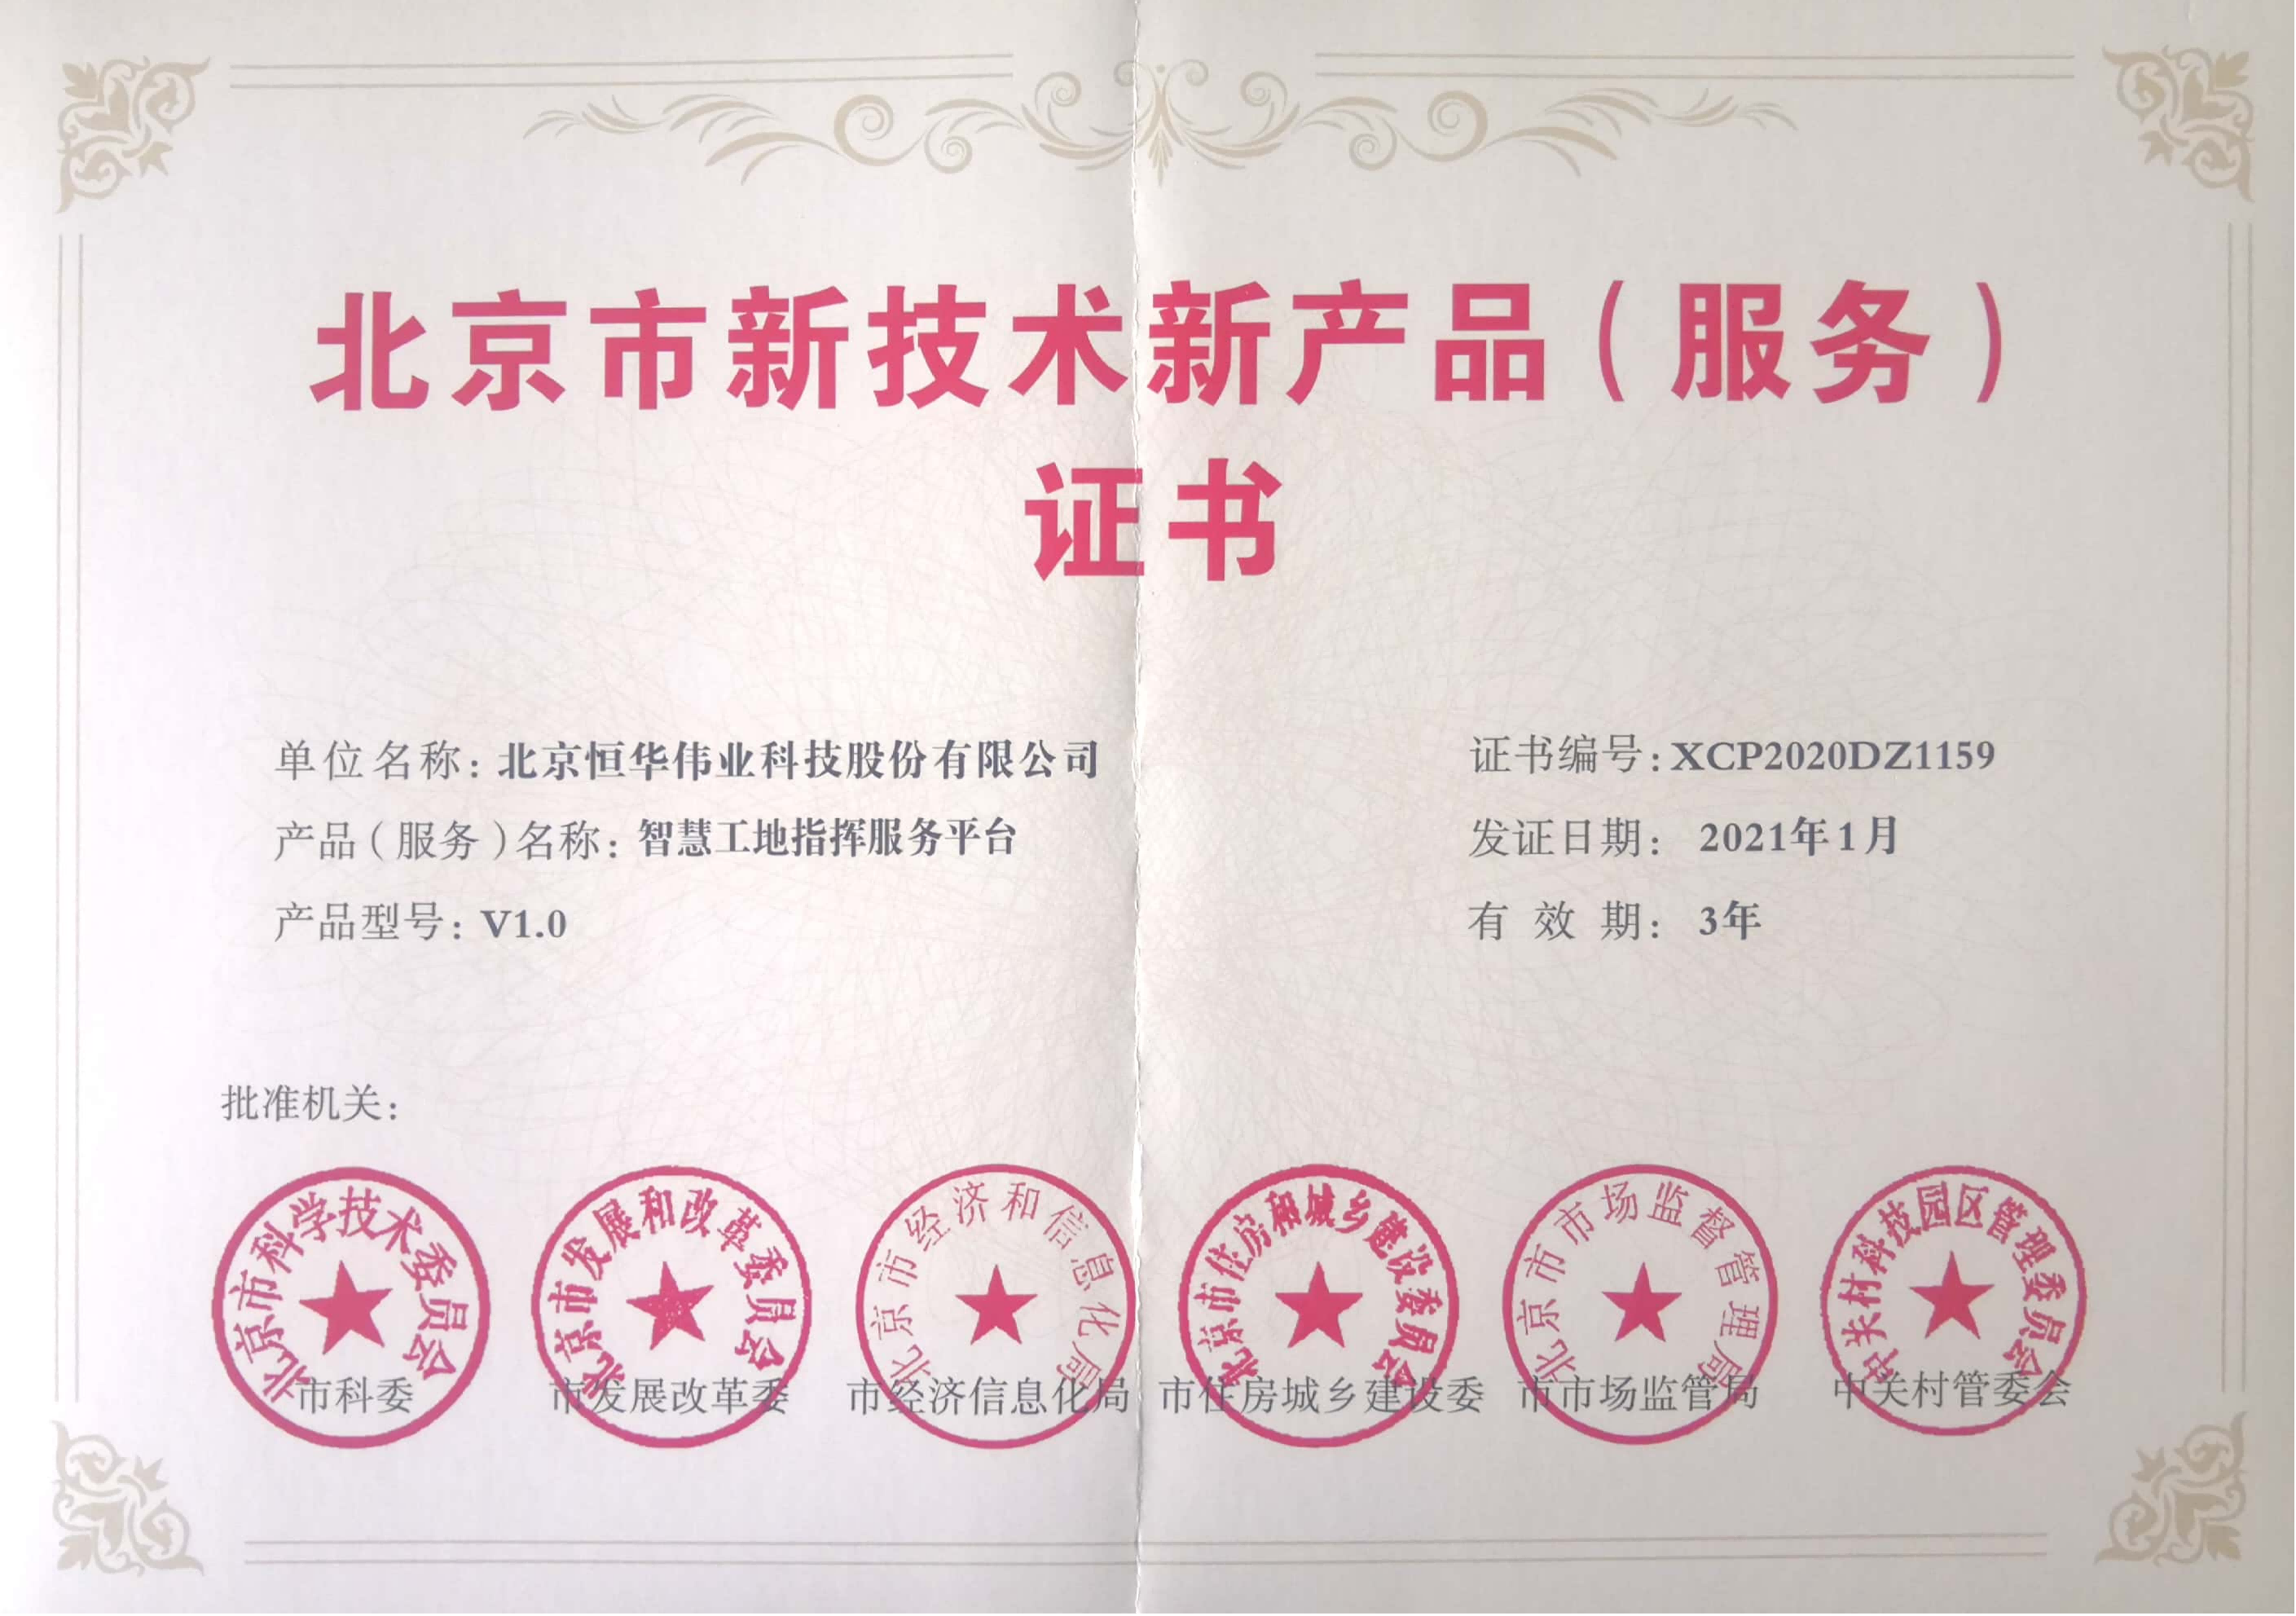 北京市新技术新产品（服务）
证书
单位名称：北京恒华伟业科技股份有限公司
证书编号：XCP2020DZ1159
产品（服务）名称：智慧工地指挥服务平台
发证日期： 2021年1月
产品型号：V1.0
有 效 期： 3年
批准机关：
北京市科学技术委员会
市科委
北京市发展和改革委员会
市发展改革委
北京市经济和信息化局
市经济信息化局
北京市住房和城乡建设委员会
市住房城乡建设委
北京市市场监督管理局
市市场监管局
中关村科技园区管理委员会
中关村管委会